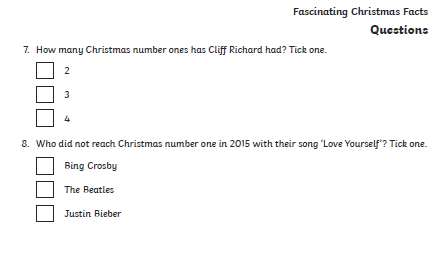 Fascinating Christmas Facts
Questions
7. How many Christmas number ones has Cliff Richard had? Tick one.
2
3
4
8. Who did not reach Christmas number one in 2015 with their song 'Love Yourself'? Tick one.
Bing Crosby
The Beatles
Justin Bieber